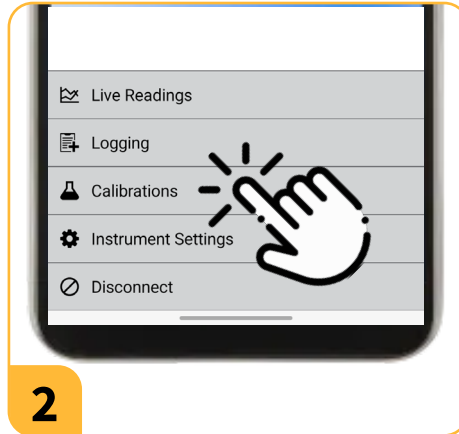 Live Readings
Logging
Calibrations
Instrument Settings
Disconnect
2